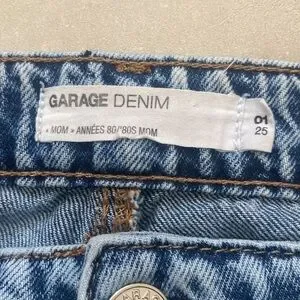 GARAGE DENIM
« MOM » ANNÉES 80/'80S MOM
01
25